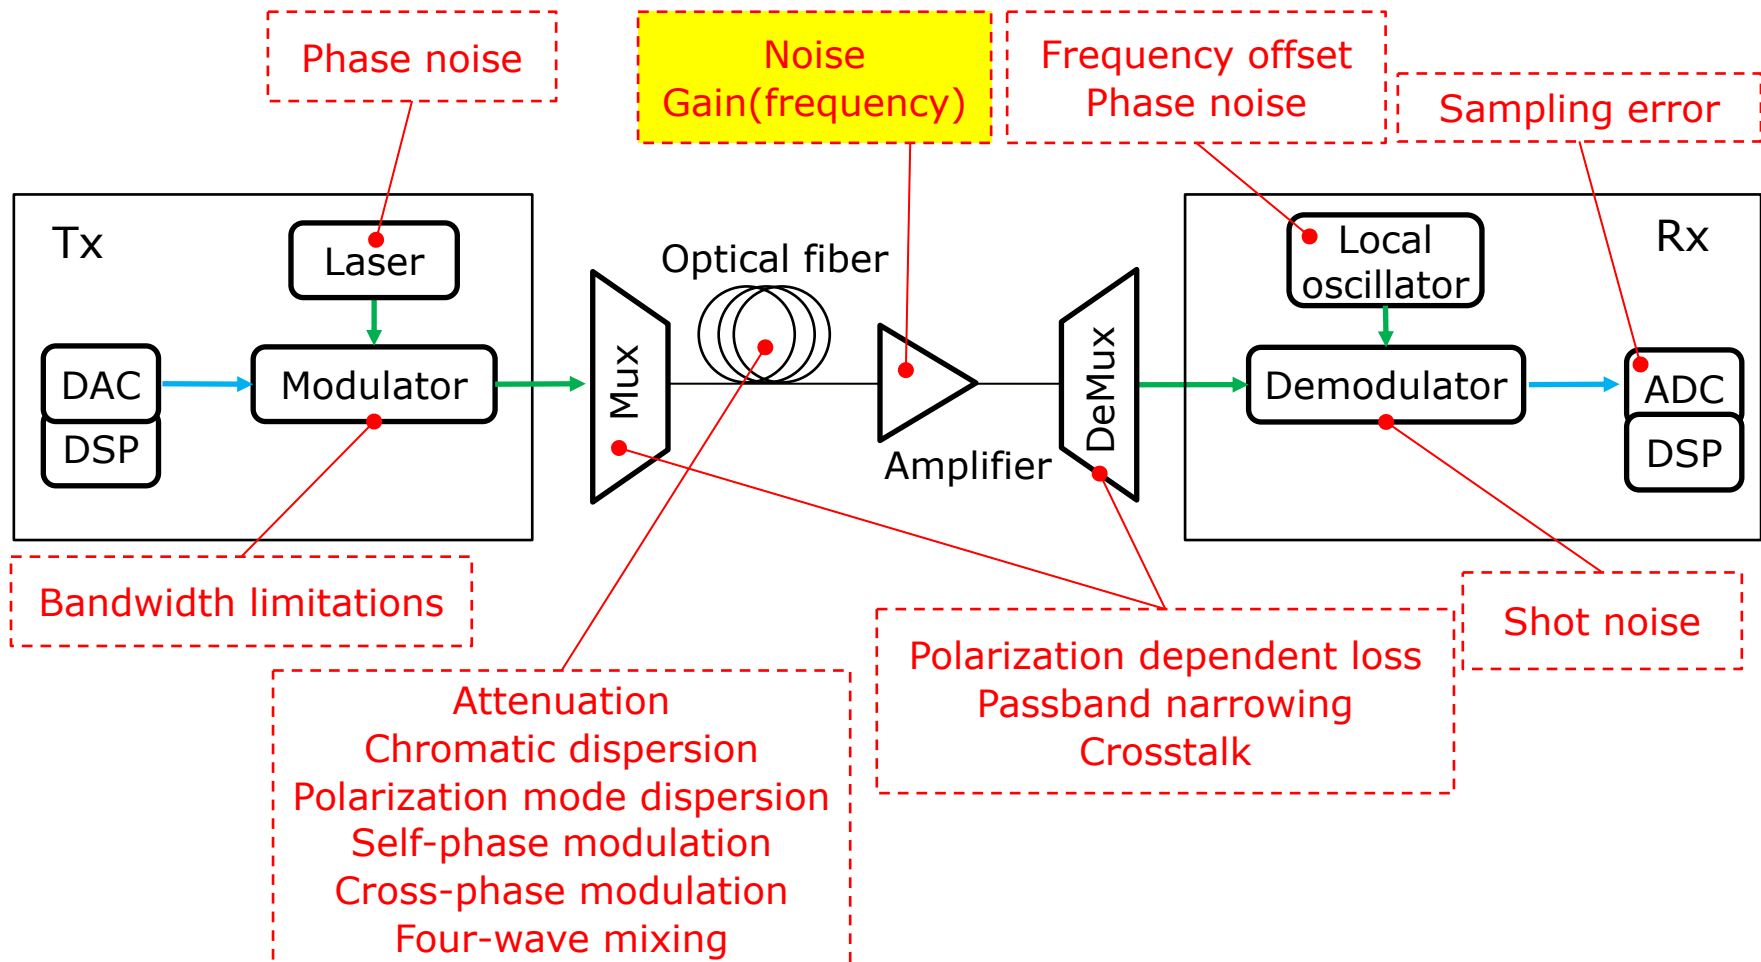 Phase noise
Noise
Gain(frequency)
Frequency offset
Phase noise
Sampling error
Tx
Laser
DAC
DSP
Modulator
Mux
Optical fiber
Amplifier
DeMux
Rx
Local
oscillator
Demodulator
ADC
DSP
Bandwidth limitations
Attenuation
Chromatic dispersion
Polarization mode dispersion
Self-phase modulation
Cross-phase modulation
Four-wave mixing
Polarization dependent loss
Passband narrowing
Crosstalk
Shot noise